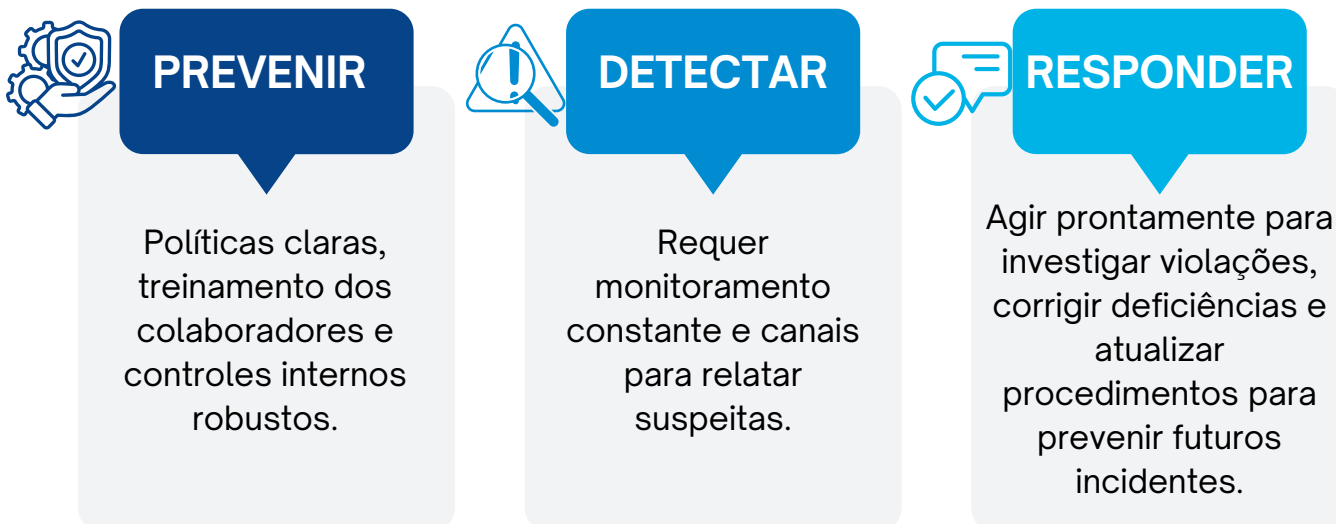 PREVENIR
Políticas claras,
treinamento dos
colaboradores e
controles internos
robustos.
DETECTAR
Requer
monitoramento
constante e canais
para relatar
suspeitas.
RESPONDER
Agir prontamente para
investigar violações,
corrigir deficiências e
atualizar
procedimentos para
prevenir futuros
incidentes.